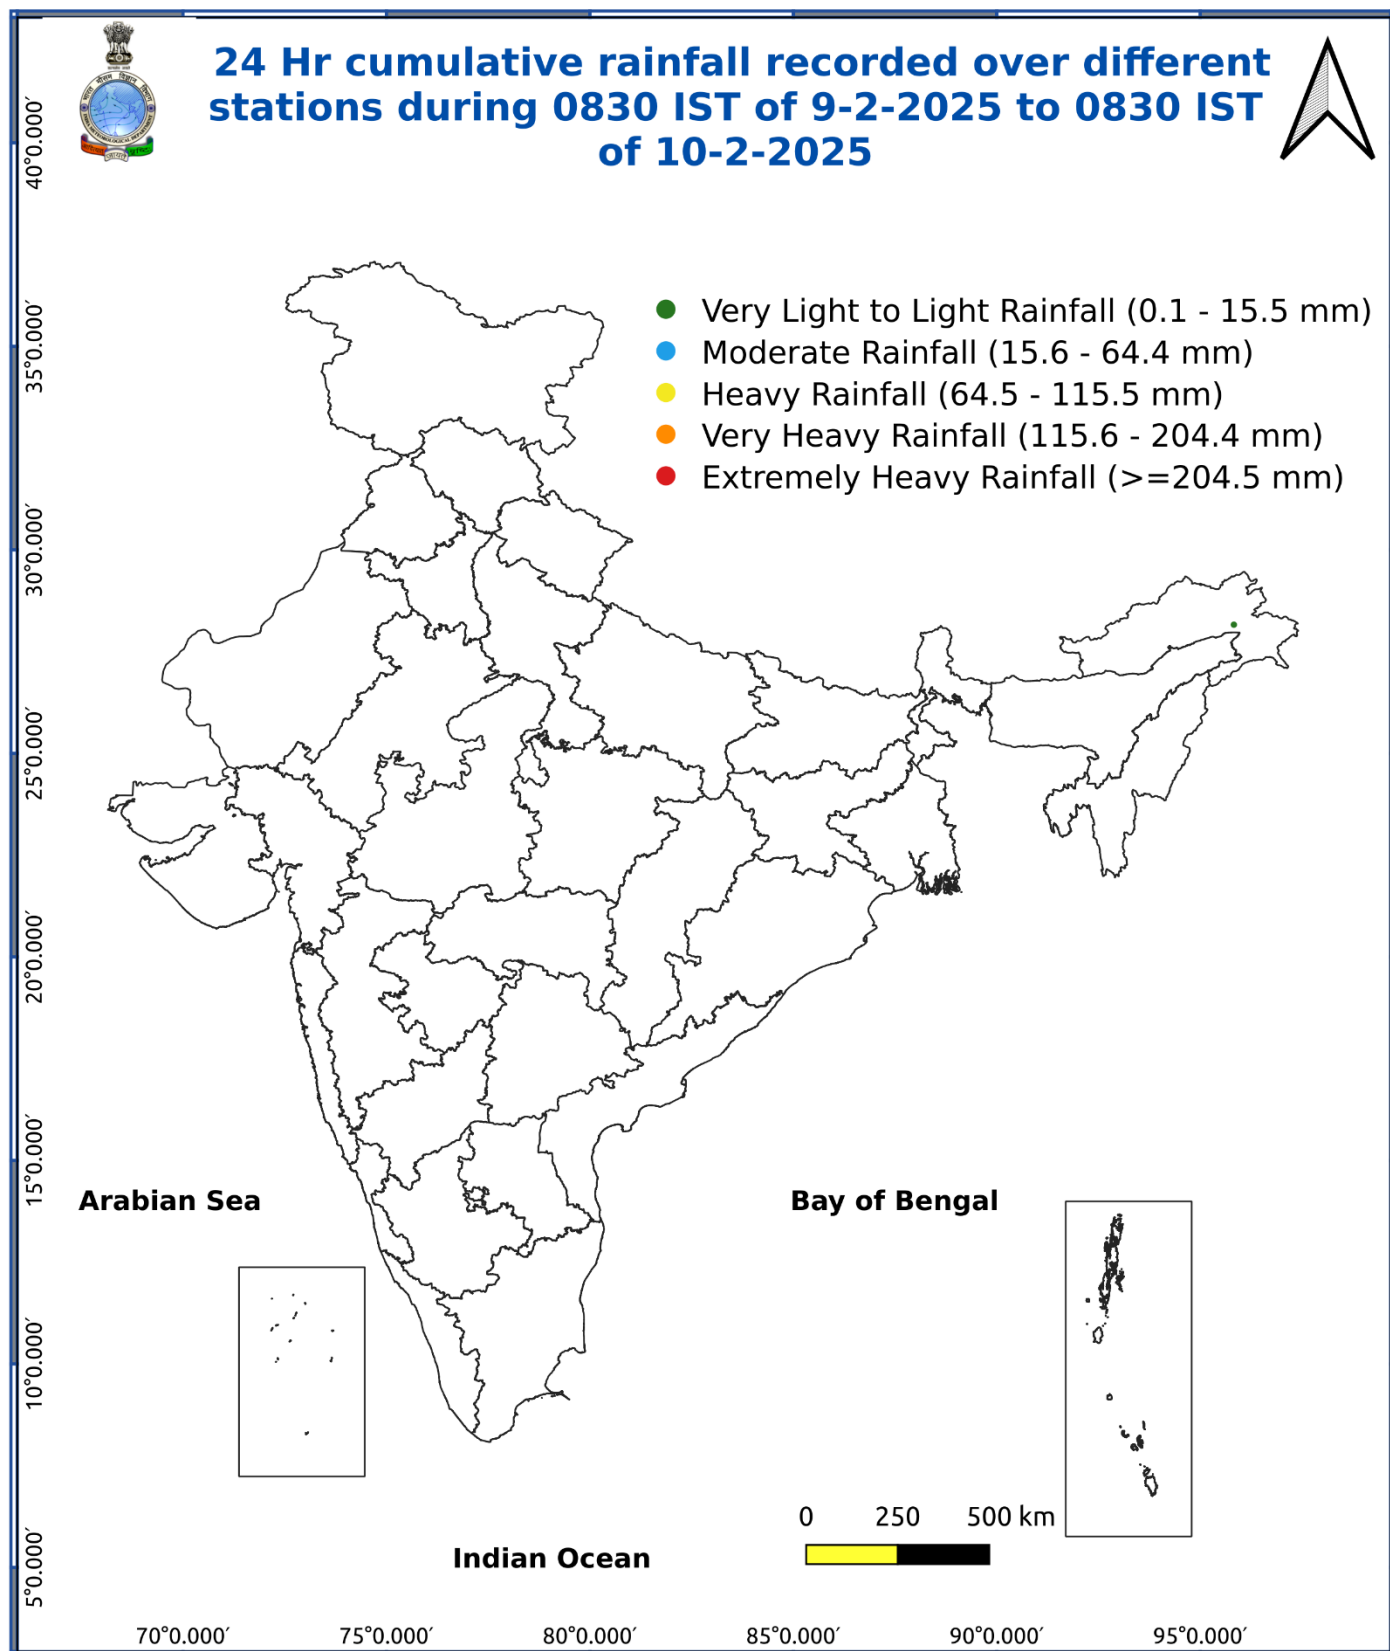 24 Hr cumulative rainfall recorded over different
stations during 0830 IST of 9-2-2025 to 0830 IST
of 10-2-2025
Very Light to Light Rainfall (0.1 - 15.5 mm)
Moderate Rainfall (15.6 - 64.4 mm)
Heavy Rainfall (64.5 - 115.5 mm)
Very Heavy Rainfall (115.6 - 204.4 mm)
Extremely Heavy Rainfall (>=204.5 mm)
40°0.000′
35°0.000′
30°0.000′
25°0.000′
20°0.000′
15°0.000′
10°0.000′
5°0.000′
Arabian Sea
Bay of Bengal
Indian Ocean
0 250 500 km
70°0.000′ 75°0.000′ 80°0.000′ 85°0.000′ 90°0.000′ 95°0.000′